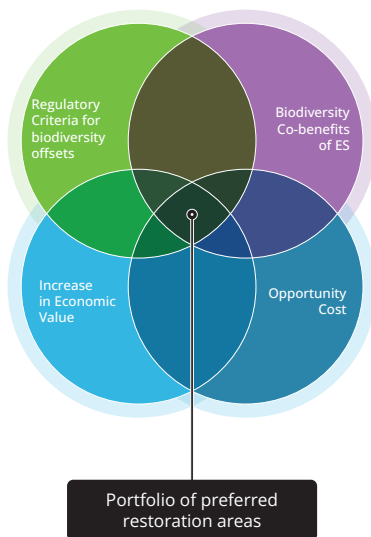 Regulatory
Criteria for
biodiversity
offsets
Biodiversity
Co-benefits
of ES
Increase
in Economic
Value
Opportunity
Cost
Portfolio of preferred
restoration areas